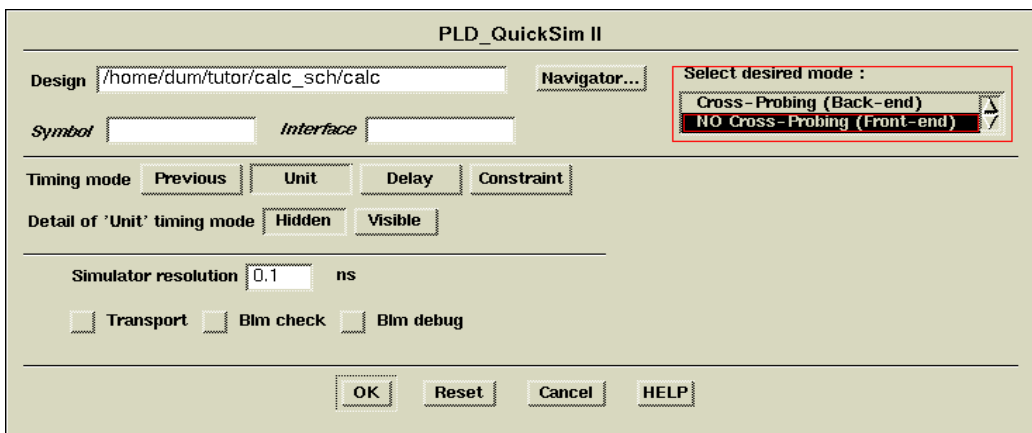 PLD_QuickSim II
Design /home/dum/tutor/calc_sch/calc Navigator...
Select desired mode :
Cross-Probing (Back-end)
NO Cross-Probing (Front-end)
Symbol Interface
Timing mode Previous Unit Delay Constraint
Detail of 'Unit' timing mode Hidden Visible
Simulator resolution 0.1 ns
Transport Blm check Blm debug
OK Reset Cancel HELP